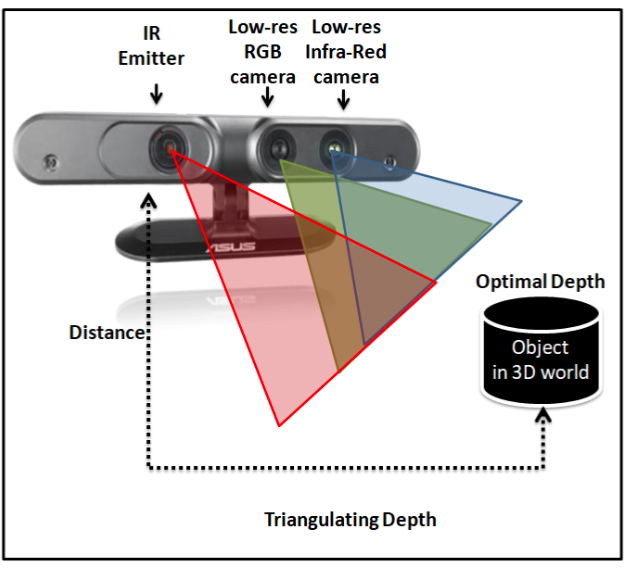 IR
Emitter
Low-res
RGB
camera
Low-res
Infra-Red
camera
ASUS
Distance
Optimal Depth
Object
in 3D world
Triangulating Depth